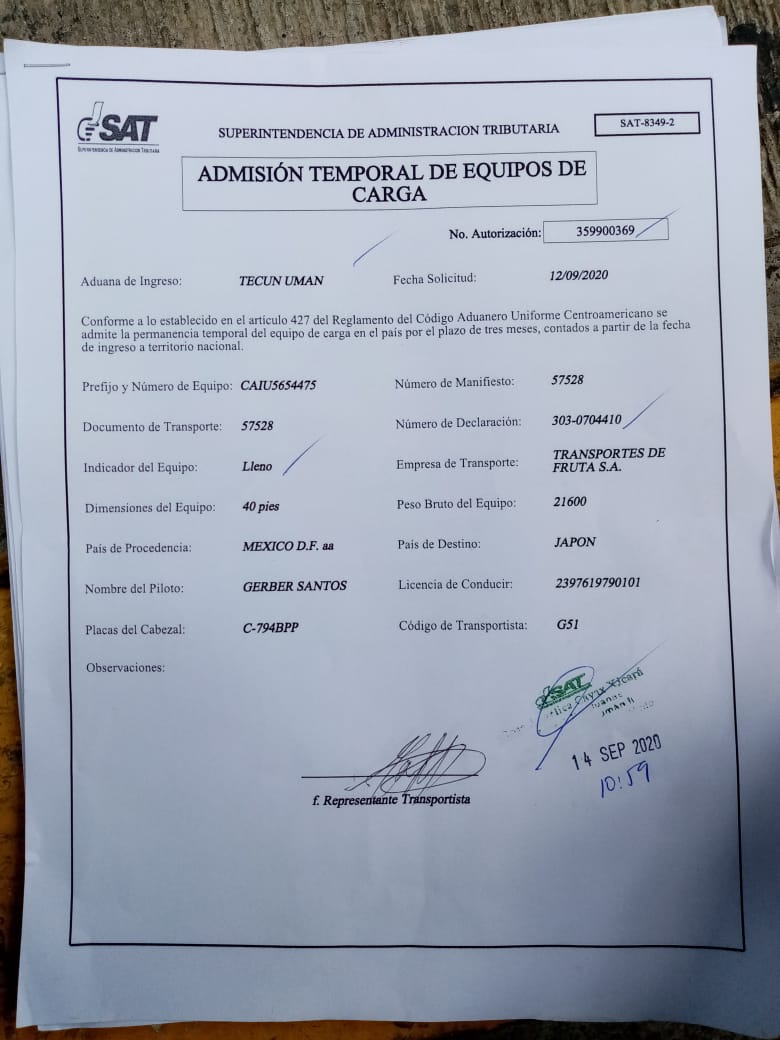 SAT
SUPERINTENDENCIA DE ADMINISTRACION TRIBUTARIA
SUPERINTENDENCIA DE ADMINISTRACION TRIBUTARIA
SAT-8349-2
ADMISIÓN TEMPORAL DE EQUIPOS DE
CARGA
No. Autorización: 359900369
Aduana de Ingreso: TECUN UMAN Fecha Solicitud: 12/09/2020
Conforme a lo establecido en el artículo 427 del Reglamento del Código Aduanero Uniforme Centroamericano se
admite la permanencia temporal del equipo de carga en el país por el plazo de tres meses, contados a partir de la fecha
de ingreso a territorio nacional.
Prefijo y Número de Equipo: CAIU5654475 Número de Manifiesto: 57528
Documento de Transporte: 57528 Número de Declaración: 303-0704410
Indicador del Equipo: Lleno Empresa de Transporte: TRANSPORTES DE
FRUTA S.A.
Dimensiones del Equipo: 40 pies Peso Bruto del Equipo: 21600
País de Procedencia: MEXICO D.F. aa País de Destino: JAPON
Nombre del Piloto: GERBER SANTOS Licencia de Conducir: 2397619790101
Placas del Cabezal: C-794BPP Código de Transportista: G51
Observaciones:
SAT
14 SEP 2020
10:59
f. Representante Transportista